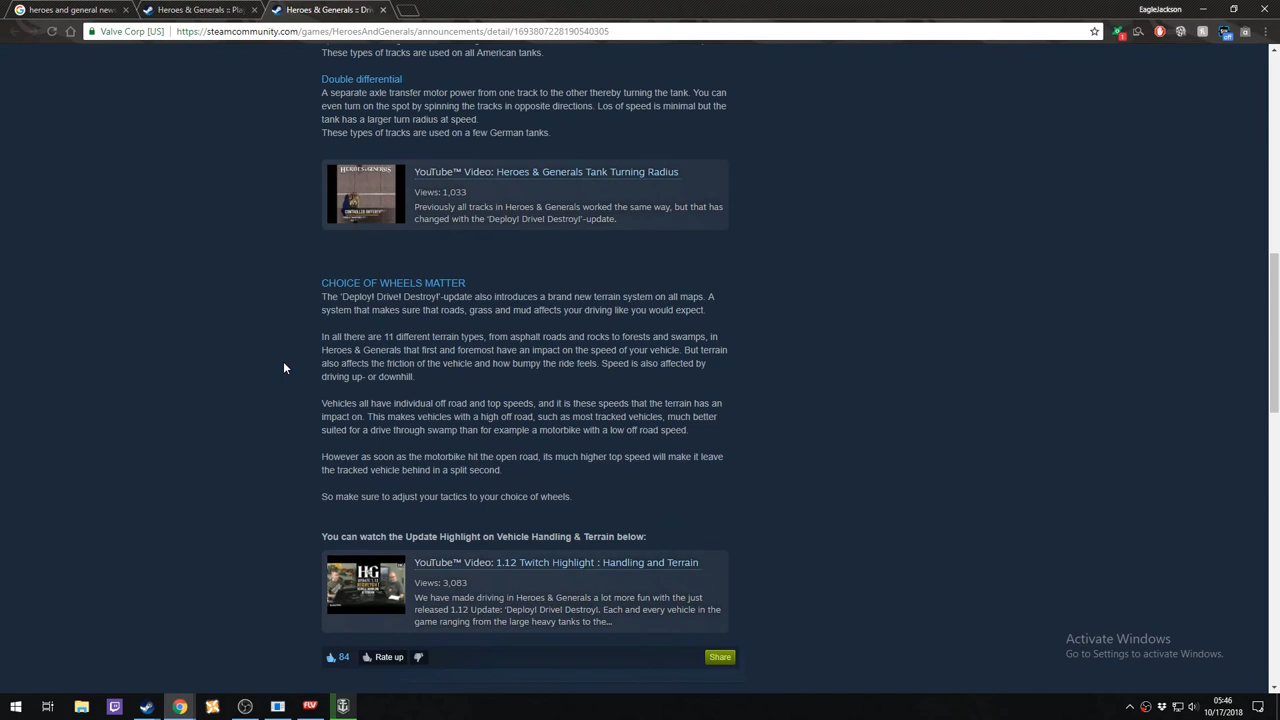 heroes and general news
Heroes & Generals :: Pla
Heroes & Generals :: Dri
EagleJackson
Valve Corp [US] | https://steamcommunity.com/games/HeroesAndGenerals/announcements/detail/1693807228190540305
These types of tracks are used on all American tanks.
Double differential
A separate axle transfer motor power from one track to the other thereby turning the tank. You can
even turn on the spot by spinning the tracks in opposite directions. Los of speed is minimal but the
tank has a larger turn radius at speed.
These types of tracks are used on a few German tanks.
HEROES & GENERALS
YouTube™ Video: Heroes & Generals Tank Turning Radius
Views: 1,033
Previously all tracks in Heroes & Generals worked the same way, but that has
changed with the 'Deploy! Drive! Destroy!'-update.
CHOICE OF WHEELS MATTER
The 'Deploy! Drive! Destroy!'-update also introduces a brand new terrain system on all maps. A
system that makes sure that roads, grass and mud affects your driving like you would expect.
In all there are 11 different terrain types, from asphalt roads and rocks to forests and swamps, in
Heroes & Generals that first and foremost have an impact on the speed of your vehicle. But terrain
also affects the friction of the vehicle and how bumpy the ride feels. Speed is also affected by
driving up- or downhill.
Vehicles all have individual off road and top speeds, and it is these speeds that the terrain has an
impact on. This makes vehicles with a high off road, such as most tracked vehicles, much better
suited for a drive through swamp than for example a motorbike with a low off road speed.
However as soon as the motorbike hit the open road, its much higher top speed will make it leave
the tracked vehicle behind in a split second.
So make sure to adjust your tactics to your choice of wheels.
You can watch the Update Highlight on Vehicle Handling & Terrain below:
H&G
YouTube™ Video: 1.12 Twitch Highlight : Handling and Terrain
Views: 3,083
We have made driving in Heroes & Generals a lot more fun with the just
released 1.12 Update: 'Deploy! Drive! Destroy!. Each and every vehicle in the
game ranging from the large heavy tanks to the...
84
Rate up
Share
Activate Windows
Go to Settings to activate Windows.
FLV
05:46
10/17/2018